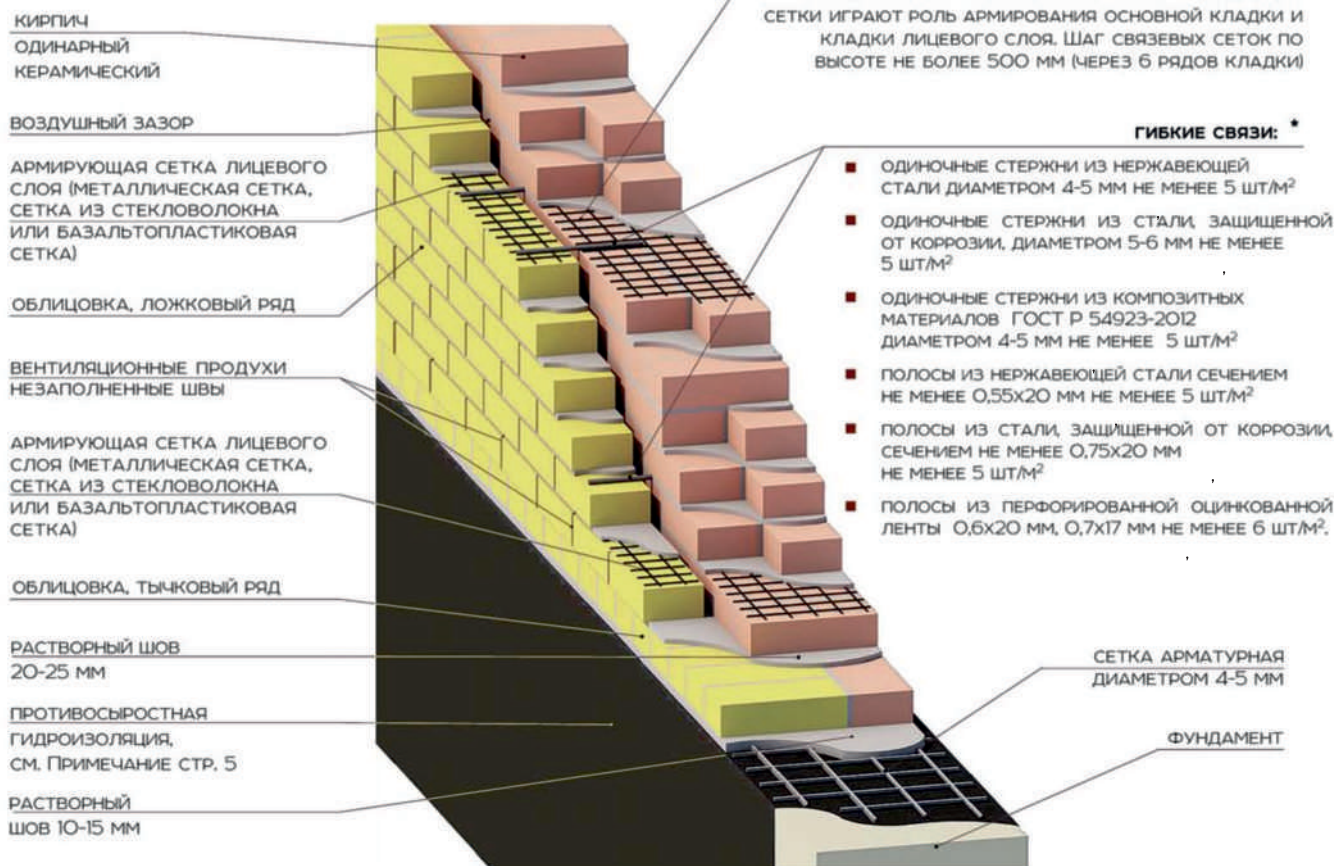 КИРПИЧ
ОДИНАРНЫЙ
КЕРАМИЧЕСКИЙ
ВОЗДУШНЫЙ ЗАЗОР
АРМИРУЮЩАЯ СЕТКА ЛИЦЕВОГО
СЛОЯ (МЕТАЛЛИЧЕСКАЯ СЕТКА,
СЕТКА ИЗ СТЕКЛОВОЛОКНА
ИЛИ БАЗАЛЬТОПЛАСТИКОВАЯ
СЕТКА)
ОБЛИЦОВКА, ЛОЖКОВЫЙ РЯД
ВЕНТИЛЯЦИОННЫЕ ПРОДУХИ
НЕЗАПОЛНЕННЫЕ ШВЫ
АРМИРУЮЩАЯ СЕТКА ЛИЦЕВОГО
СЛОЯ (МЕТАЛЛИЧЕСКАЯ СЕТКА,
СЕТКА ИЗ СТЕКЛОВОЛОКНА
ИЛИ БАЗАЛЬТОПЛАСТИКОВАЯ
СЕТКА)
ОБЛИЦОВКА, ТЫЧКОВЫЙ РЯД
РАСТВОРНЫЙ ШОВ
20-25 ММ
ПРОТИВОСЫРОСТНАЯ
ГИДРОИЗОЛЯЦИЯ,
СМ. ПРИМЕЧАНИЕ СТР. 5
РАСТВОРНЫЙ
ШОВ 10-15 ММ
СЕТКИ ИГРАЮТ РОЛЬ АРМИРОВАНИЯ ОСНОВНОЙ КЛАДКИ И
КЛАДКИ ЛИЦЕВОГО СЛОЯ. ШАГ СВЯЗЕВЫХ СЕТОК ПО
ВЫСОТЕ НЕ БОЛЕЕ 500 ММ (ЧЕРЕЗ 6 РЯДОВ КЛАДКИ)
ГИБКИЕ СВЯЗИ: *
ОДИНОЧНЫЕ СТЕРЖНИ ИЗ НЕРЖАВЕЮЩЕЙ
СТАЛИ ДИАМЕТРОМ 4-5 ММ НЕ МЕНЕЕ 5 ШТ/М²
ОДИНОЧНЫЕ СТЕРЖНИ ИЗ СТАЛИ, ЗАЩИЩЕННОЙ
ОТ КОРРОЗИИ, ДИАМЕТРОМ 5-6 ММ НЕ МЕНЕЕ
5 ШТ/М²
ОДИНОЧНЫЕ СТЕРЖНИ ИЗ КОМПОЗИТНЫХ
МАТЕРИАЛОВ ГОСТ Р 54923-2012
ДИАМЕТРОМ 4-5 ММ НЕ МЕНЕЕ 5 ШТ/М²
ПОЛОСЫ ИЗ НЕРЖАВЕЮЩЕЙ СТАЛИ СЕЧЕНИЕМ
НЕ МЕНЕЕ 0,55х20 ММ НЕ МЕНЕЕ 5 ШТ/М²
ПОЛОСЫ ИЗ СТАЛИ, ЗАЩИЩЕННОЙ ОТ КОРРОЗИИ,
СЕЧЕНИЕМ НЕ МЕНЕЕ 0,75х20 ММ
НЕ МЕНЕЕ 5 ШТ/М²
ПОЛОСЫ ИЗ ПЕРФОРИРОВАННОЙ ОЦИНКОВАННОЙ
ЛЕНТЫ 0,6х20 ММ, 0,7х17 ММ НЕ МЕНЕЕ 6 ШТ/М².
СЕТКА АРМАТУРНАЯ
ДИАМЕТРОМ 4-5 ММ
ФУНДАМЕНТ